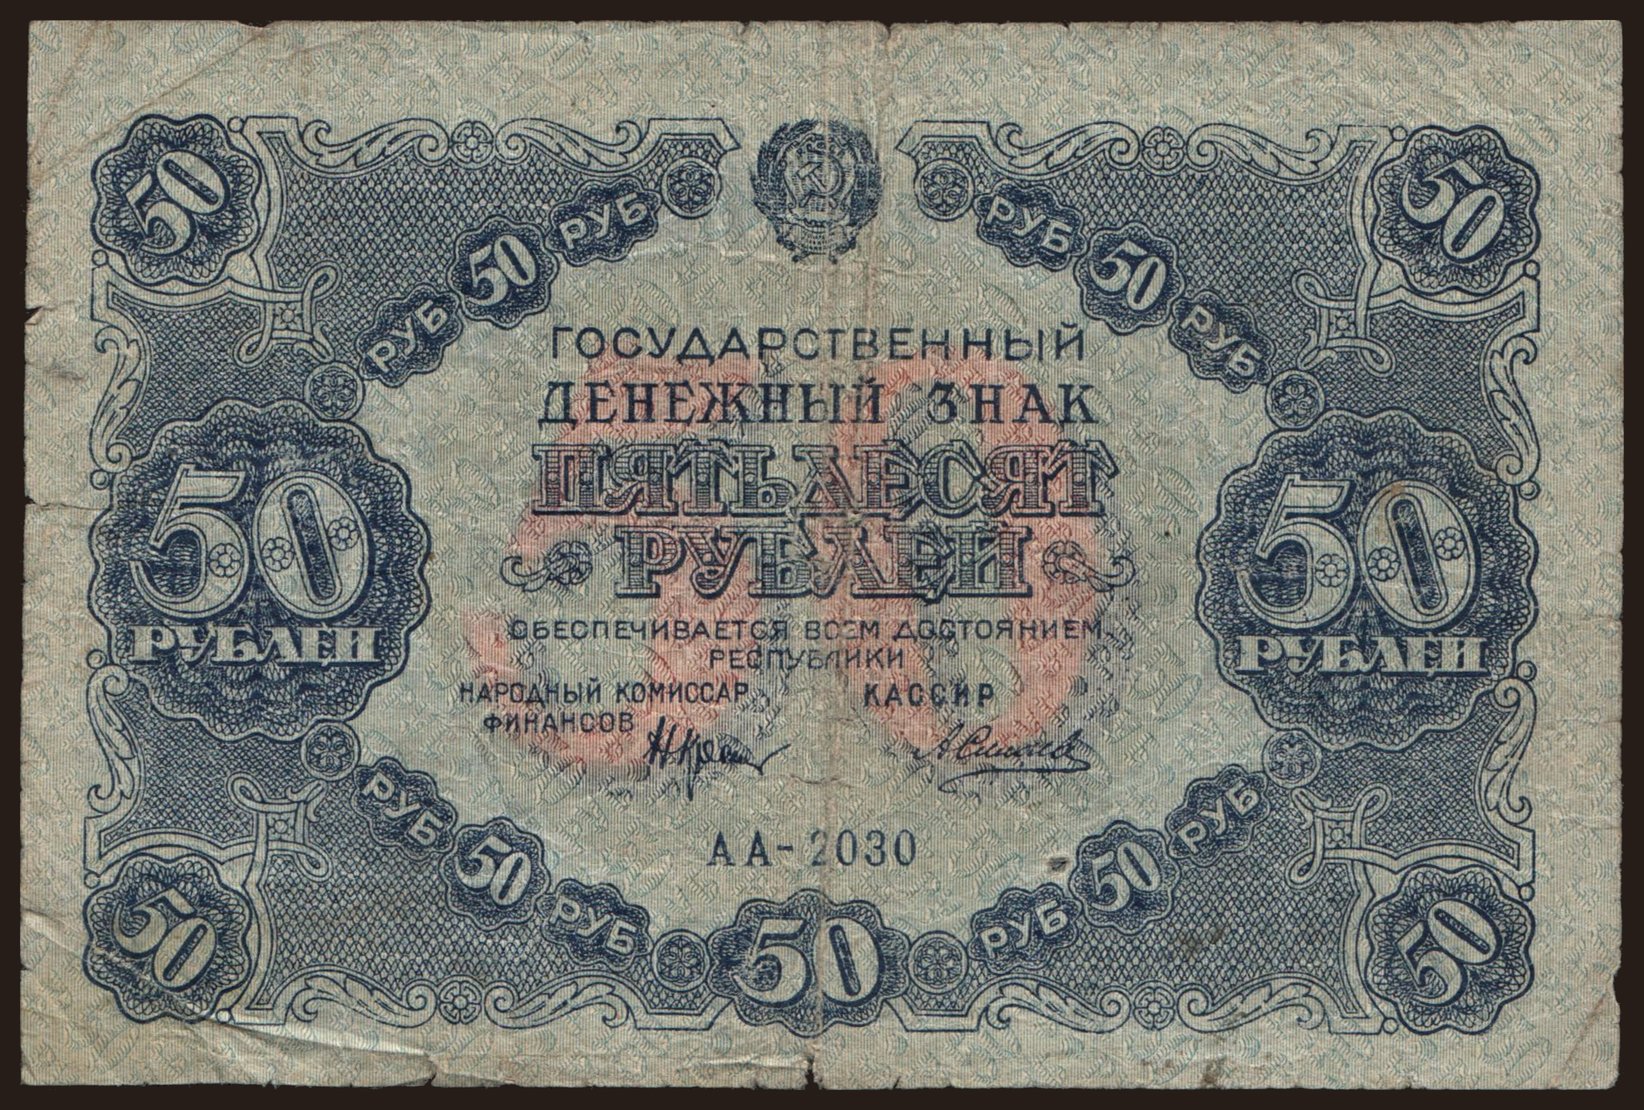 50 50
РУБ 50 РУБ РУБ 50 РУБ
ГОСУДАРСТВЕННЫЙ
ДЕНЕЖНЫЙ ЗНАК
ПЯТЬДЕСЯТ
РУБЛЕЙ
50 50
РУБЛЕЙ РУБЛЕЙ
ОБЕСПЕЧИВАЕТСЯ ВСЕМ ДОСТОЯНИЕМ
РЕСПУБЛИКИ
НАРОДНЫЙ КОМИССАР КАССИР
ФИНАНСОВ
АА-2030
РУБ 50 РУБ РУБ 50 РУБ
50 50 50